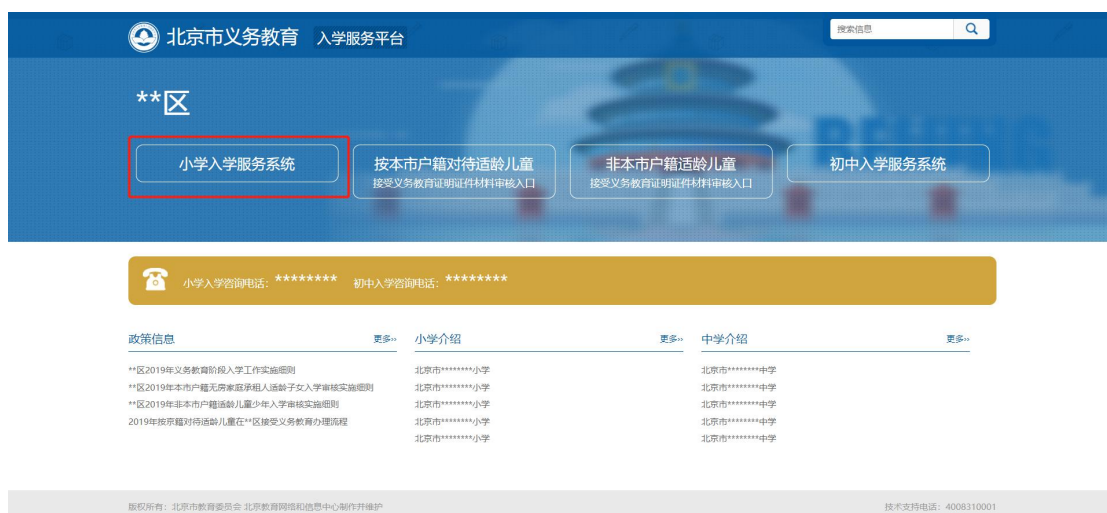 北京市义务教育 入学服务平台
搜索信息
**区
小学入学服务系统
按本市户籍对待适龄儿童
接受义务教育证明证件材料审核入口
非本市户籍适龄儿童
接受义务教育证明证件材料审核入口
初中入学服务系统
小学入学咨询电话：******** 初中入学咨询电话：********
政策信息 更多››
**区2019年义务教育阶段入学工作实施细则
**区2019年本市户籍无房家庭承租人适龄子女入学审核实施细则
**区2019年非本市户籍适龄儿童少年入学审核实施细则
2019年按京籍对待适龄儿童在**区接受义务教育办理流程
小学介绍 更多››
北京市********小学
北京市********小学
北京市********小学
北京市********小学
北京市********小学
中学介绍 更多››
北京市********中学
北京市********中学
北京市********中学
北京市********中学
北京市********中学
版权所有：北京市教育委员会 北京教育网络和信息中心制作并维护
技术支持电话：4008310001